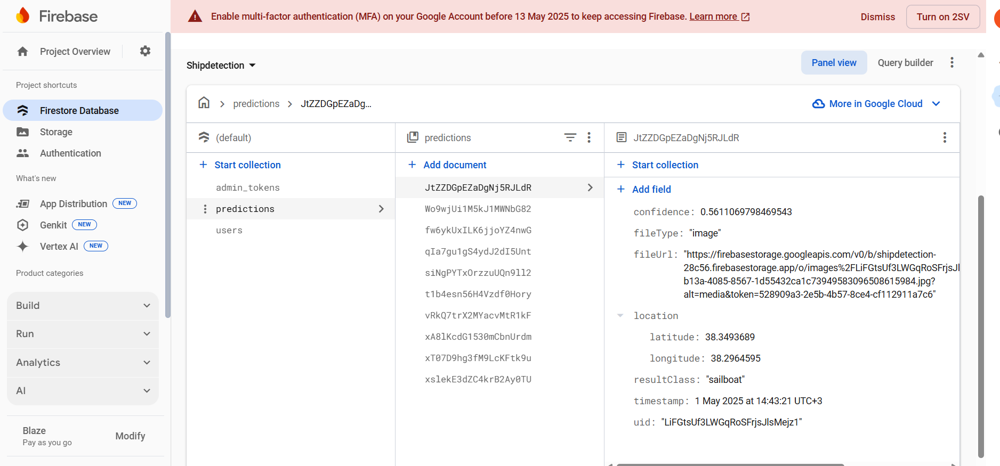 Firebase
Enable multi-factor authentication (MFA) on your Google Account before 13 May 2025 to keep accessing Firebase. Learn more
Dismiss
Turn on 2SV
Project Overview
Project shortcuts
Firestore Database
Storage
Authentication
What's new
App Distribution NEW
Genkit NEW
Vertex AI NEW
Product categories
Build
Run
Analytics
AI
Blaze
Pay as you go
Modify
Shipdetection
Panel view
Query builder
predictions
JtZZDGpEZaDg...
More in Google Cloud
(default)
Start collection
admin_tokens
predictions
users
predictions
Add document
JtZZDGpEZaDgNj5RJLdR
Wo9wjUi1M5kJ1MWNbG82
fw6ykUxILK6jjoYZ4nwG
qIa7gu1gS4ydJ2dI5Unt
siNgPYTxOrzzuUQn9ll2
t1b4esn56H4Vzdf0Hory
vRkQ7trX2MYacvMtR1kF
xA8lKcdG1530mCbnUrdm
xT07D9hg3fM9LcKFtk9u
xslekE3dZC4krB2Ay0TU
JtZZDGpEZaDgNj5RJLdR
Start collection
Add field
confidence: 0.5611069798469543
fileType: "image"
fileUrl: "https://firebasestorage.googleapis.com/v0/b/shipdetection-
28c56.firebasestorage.app/o/images%2FLiFGtsUf3LWGqRoSFrjsJl
b13a-4085-8567-1d55432ca1c73949583096508615984.jpg?
alt=media&token=528909a3-2e5b-4b57-8ce4-cf112911a7c6"
location
latitude: 38.3493689
longitude: 38.2964595
resultClass: "sailboat"
timestamp: 1 May 2025 at 14:43:21 UTC+3
uid: "LiFGtsUf3LWGqRoSFrjsJlsMejz1"